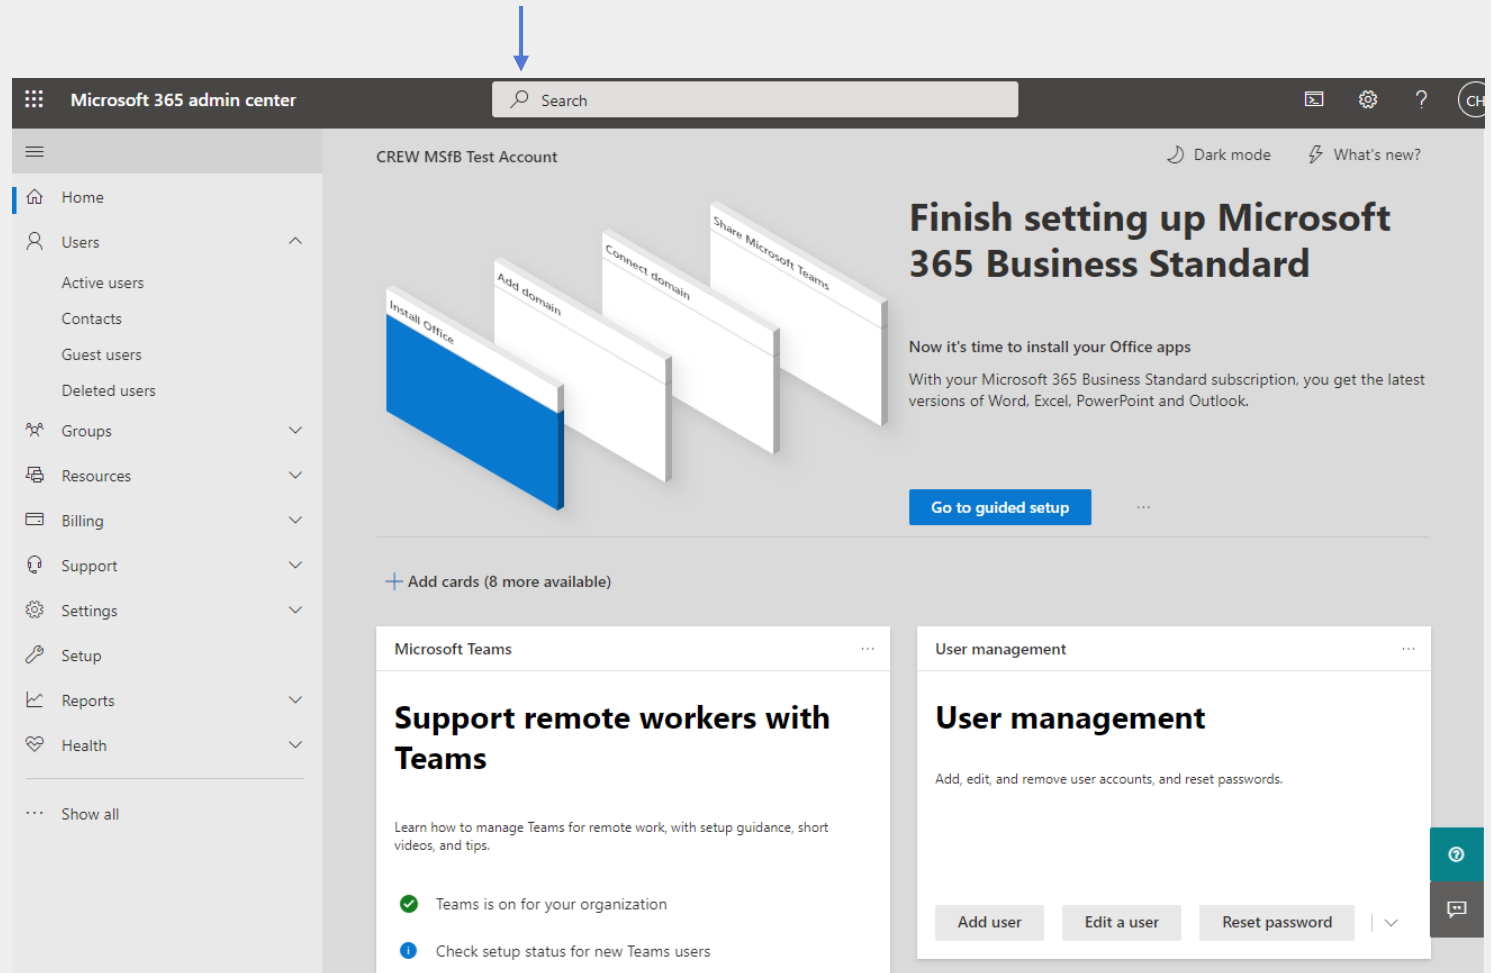 Microsoft 365 admin center
Search
CH
CREW MSfB Test Account
Dark mode
What's new?
Home
Users
Active users
Contacts
Guest users
Deleted users
Groups
Resources
Billing
Support
Settings
Setup
Reports
Health
Show all
Install Office
Add domain
Connect domain
Share Microsoft Teams
Finish setting up Microsoft
365 Business Standard
Now it's time to install your Office apps
With your Microsoft 365 Business Standard subscription, you get the latest
versions of Word, Excel, PowerPoint and Outlook.
Go to guided setup
Add cards (8 more available)
Microsoft Teams
Support remote workers with
Teams
Learn how to manage Teams for remote work, with setup guidance, short
videos, and tips.
Teams is on for your organization
Check setup status for new Teams users
User management
User management
Add, edit, and remove user accounts, and reset passwords.
Add user
Edit a user
Reset password